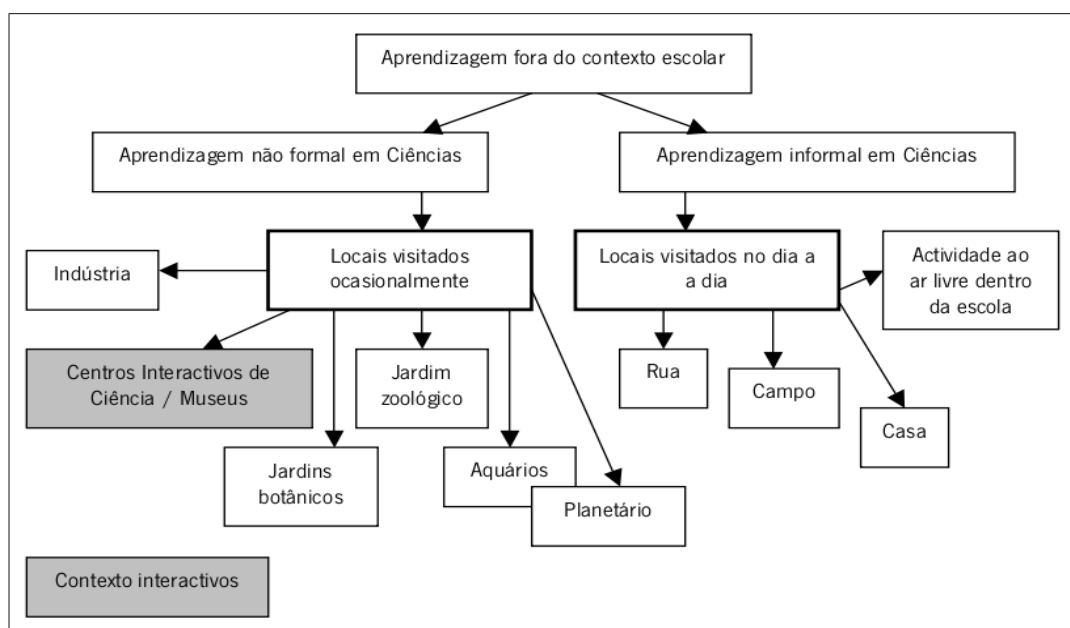 Aprendizagem fora do contexto escolar
Aprendizagem não formal em Ciências
Aprendizagem informal em Ciências
Indústria
Locais visitados
ocasionalmente
Locais visitados no dia a
a dia
Actividade ao
ar livre dentro
da escola
Centros Interactivos de
Ciência / Museus
Jardim
zoológico
Rua
Campo
Casa
Jardins
botânicos
Aquários
Planetário
Contexto interactivos